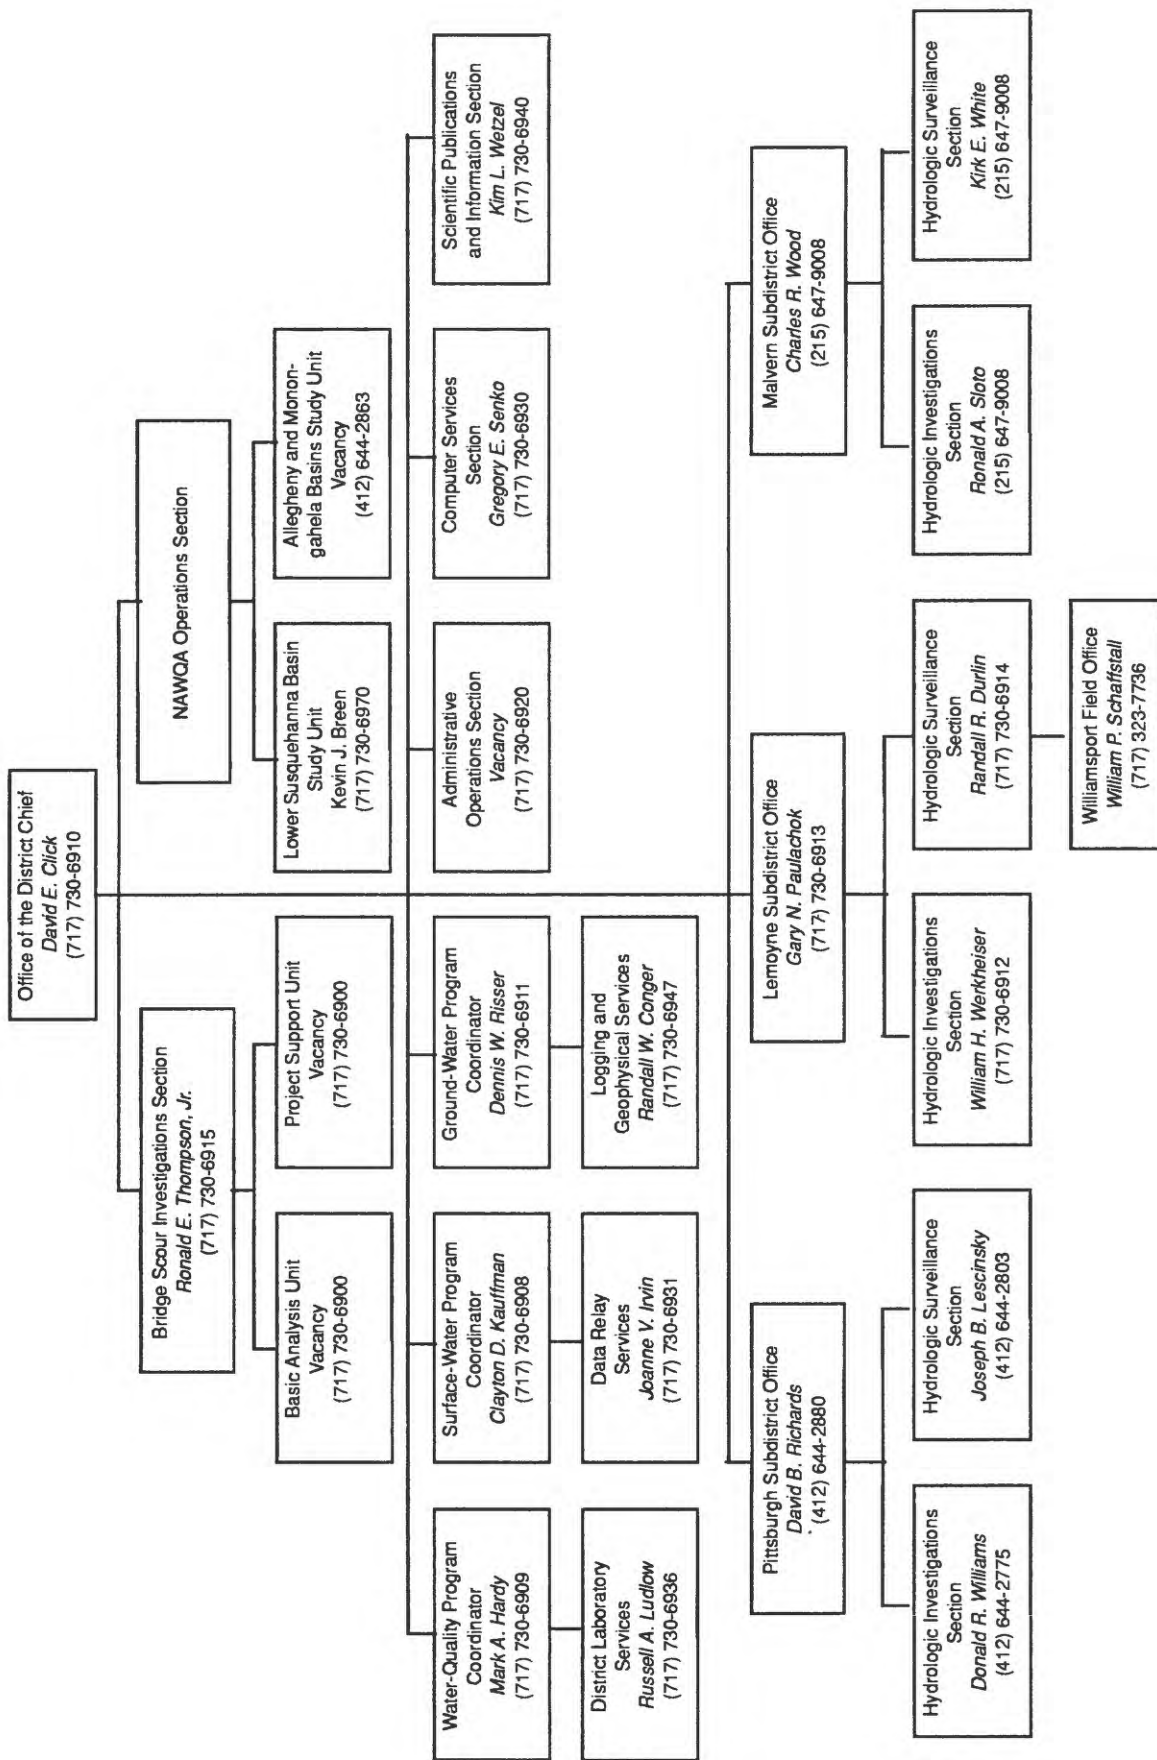 Office of the District Chief
David E. Click
(717) 730-6910
Bridge Scour Investigations Section
Ronald E. Thompson, Jr.
(717) 730-6915
NAWQA Operations Section
Basic Analysis Unit
Vacancy
(717) 730-6900
Project Support Unit
Vacancy
(717) 730-6900
Lower Susquehanna Basin
Study Unit
Kevin J. Breen
(717) 730-6970
Allegheny and Monon-
gahela Basins Study Unit
Vacancy
(412) 644-2863
Water-Quality Program
Coordinator
Mark A. Hardy
(717) 730-6909
Surface-Water Program
Coordinator
Clayton D. Kauffman
(717) 730-6908
Ground-Water Program
Coordinator
Dennis W. Risser
(717) 730-6911
Administrative
Operations Section
Vacancy
(717) 730-6920
Computer Services
Section
Gregory E. Senko
(717) 730-6930
Scientific Publications
and Information Section
Kim L. Wetzel
(717) 730-6940
District Laboratory
Services
Russell A. Ludlow
(717) 730-6936
Data Relay
Services
Joanne V. Irvin
(717) 730-6931
Logging and
Geophysical Services
Randall W. Conger
(717) 730-6947
Pittsburgh Subdistrict Office
David B. Richards
(412) 644-2880
Lemoyne Subdistrict Office
Gary N. Paulachok
(717) 730-6913
Malvern Subdistrict Office
Charles R. Wood
(215) 647-9008
Hydrologic Investigations
Section
Donald R. Williams
(412) 644-2775
Hydrologic Surveillance
Section
Joseph B. Lescinsky
(412) 644-2803
Hydrologic Investigations
Section
William H. Werkheiser
(717) 730-6912
Hydrologic Surveillance
Section
Randall R. Durlin
(717) 730-6914
Hydrologic Investigations
Section
Ronald A. Sloto
(215) 647-9008
Hydrologic Surveillance
Section
Kirk E. White
(215) 647-9008
Williamsport Field Office
William P. Schaffstall
(717) 323-7736